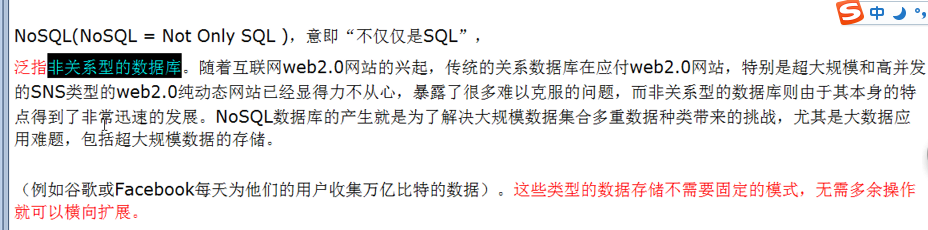 中
NoSQL(NoSQL = Not Only SQL )，意即“不仅仅是SQL”，
泛指非关系型的数据库。随着互联网web2.0网站的兴起，传统的关系数据库在应付web2.0网站，特别是超大规模和高并发
的SNS类型的web2.0纯动态网站已经显得力不从心，暴露了很多难以克服的问题，而非关系型的数据库则由于其本身的特
点得到了非常迅速的发展。NoSQL数据库的产生就是为了解决大规模数据集合多重数据种类带来的挑战，尤其是大数据应
用难题，包括超大规模数据的存储。
（例如谷歌或Facebook每天为他们的用户收集万亿比特的数据）。这些类型的数据存储不需要固定的模式，无需多余操作
就可以横向扩展。